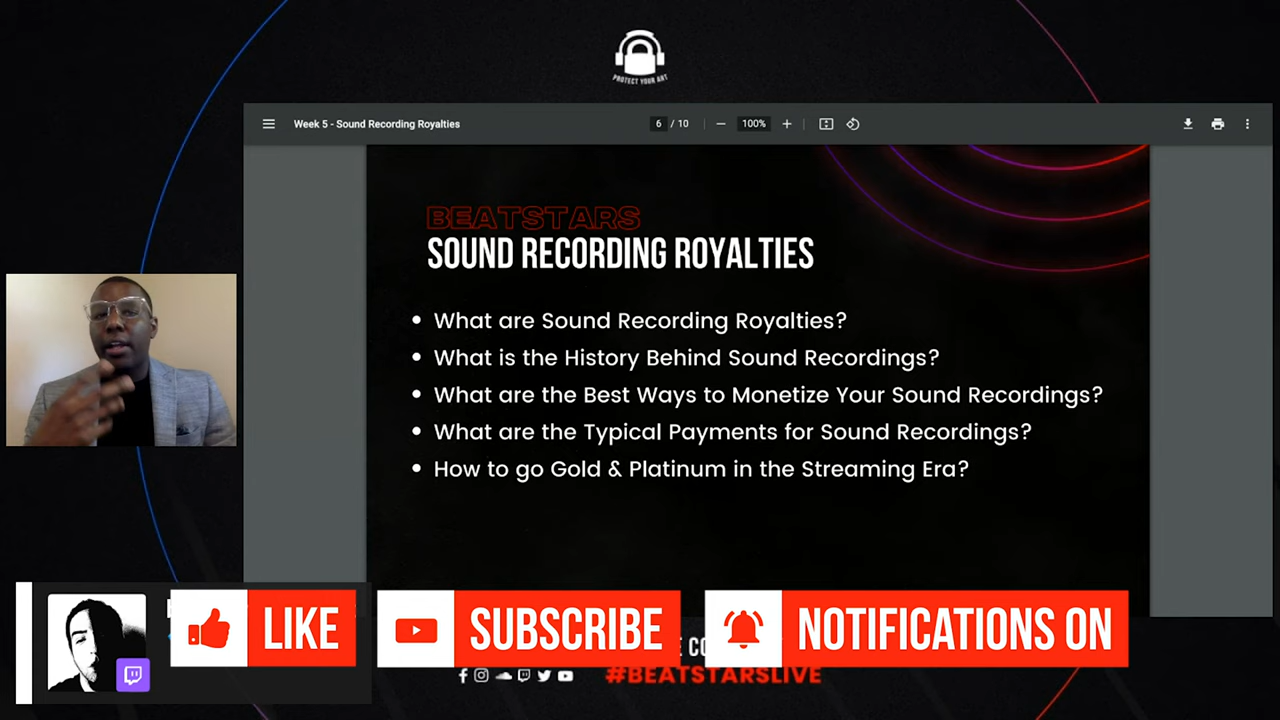 PROTECT YOUR ART
Week 5 - Sound Recording Royalties
6 / 10
100%
BEATSTARS
SOUND RECORDING ROYALTIES
• What are Sound Recording Royalties?
• What is the History Behind Sound Recordings?
• What are the Best Ways to Monetize Your Sound Recordings?
• What are the Typical Payments for Sound Recordings?
• How to go Gold & Platinum in the Streaming Era?
LIKE
SUBSCRIBE
NOTIFICATIONS ON
#BEATSTARSLIVE